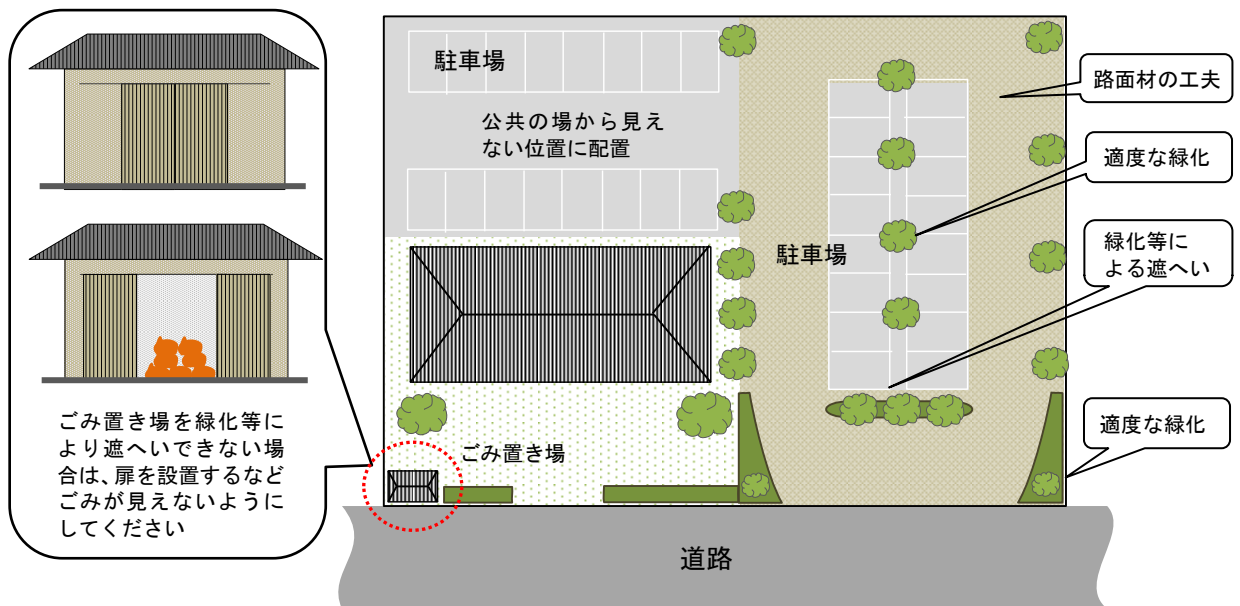 ごみ置き場を緑化等に
より遮へいできない場
合は、扉を設置するなど
ごみが見えないように
してください
駐車場
公共の場から見え
ない位置に配置
駐車場
ごみ置き場
道路
路面材の工夫
適度な緑化
緑化等に
よる遮へい
適度な緑化